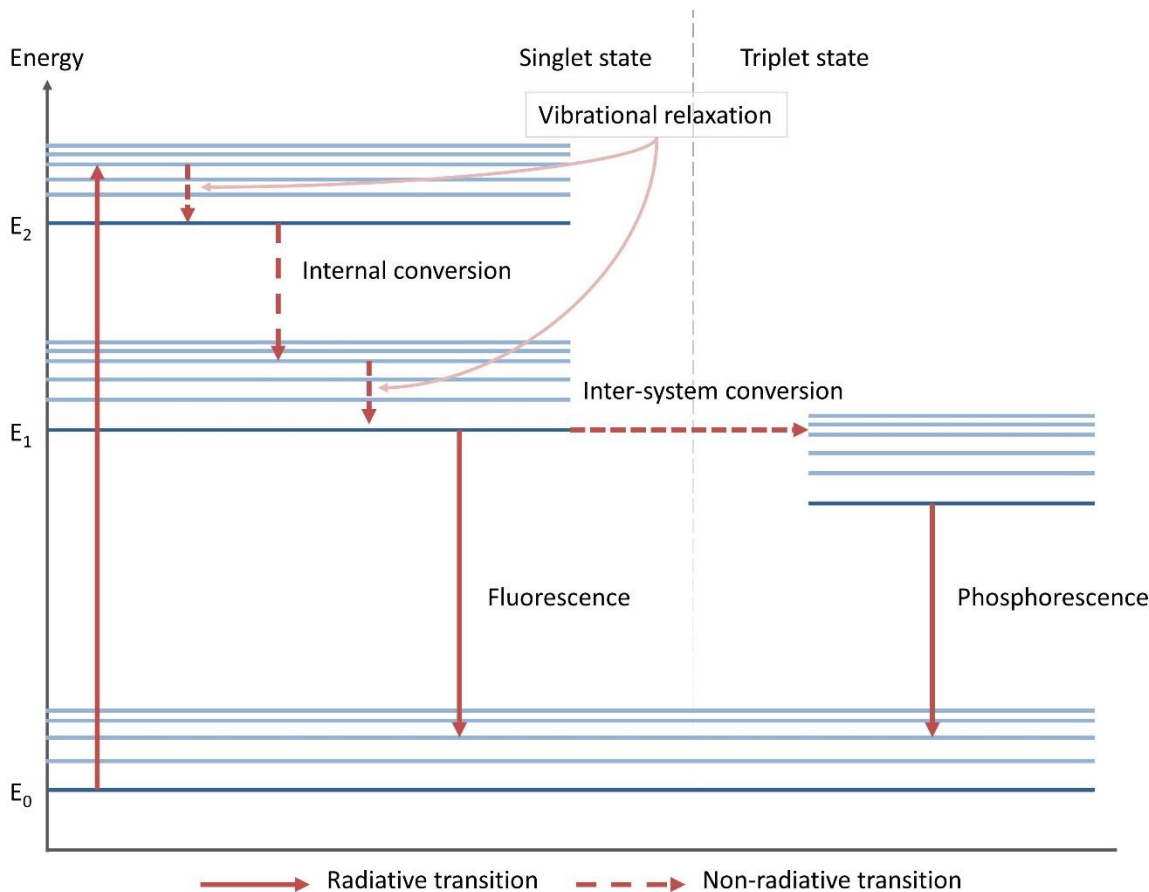 Energy
Singlet state
Triplet state
Vibrational relaxation
E₂
Internal conversion
Inter-system conversion
E₁
Fluorescence
Phosphorescence
E₀
Radiative transition
Non-radiative transition